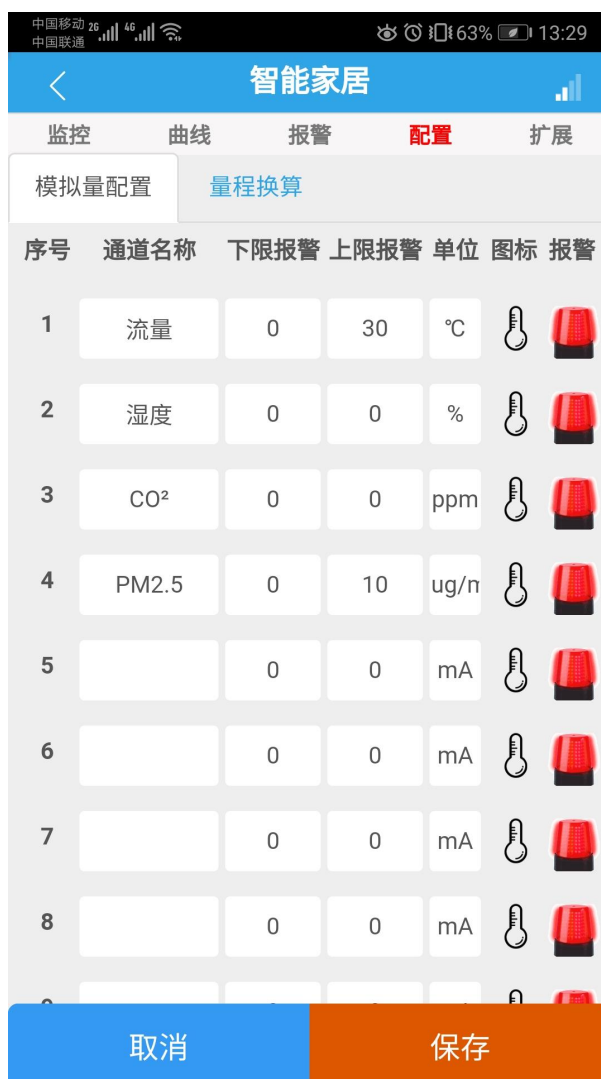 中国移动 26 46 63% 13:29
中国联通
智能家居
监控 曲线 报警 配置 扩展
模拟量配置 量程换算
序号 通道名称 下限报警 上限报警 单位 图标 报警
1 流量 0 30 ℃
2 湿度 0 0 %
3 CO² 0 0 ppm
4 PM2.5 0 10 ug/m
5 0 0 mA
6 0 0 mA
7 0 0 mA
8 0 0 mA
取消 保存